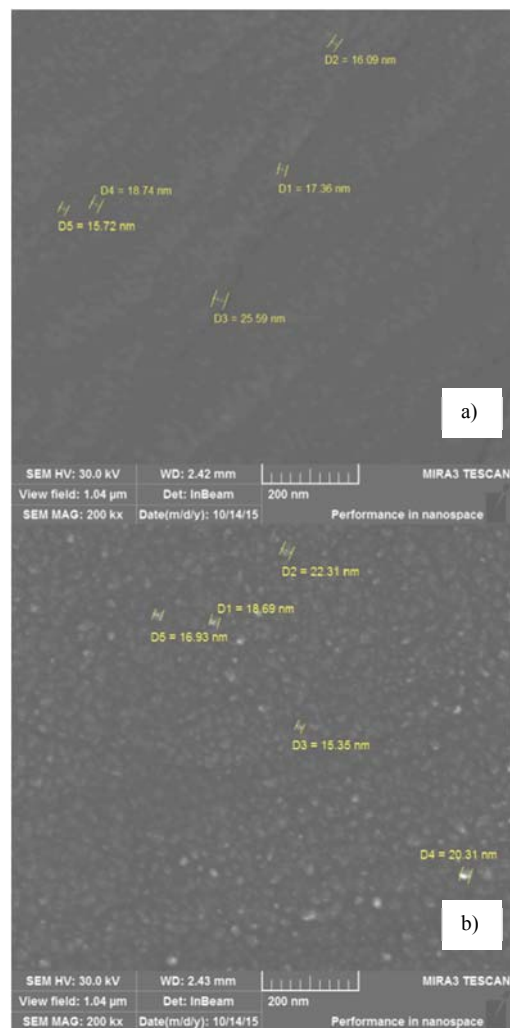 D2 = 16.09 nm
D1 = 17.36 nm
D4 = 18.74 nm
D5 = 15.72 nm
D3 = 25.59 nm
a)
SEM HV: 30.0 kV WD: 2.42 mm MIRA3 TESCAN
View field: 1.04 µm Det: InBeam 200 nm
SEM MAG: 200 kx Date(m/d/y): 10/14/15 Performance in nanospace
D2 = 22.31 nm
D1 = 18.69 nm
D5 = 16.93 nm
D3 = 15.35 nm
D4 = 20.31 nm
b)
SEM HV: 30.0 kV WD: 2.43 mm MIRA3 TESCAN
View field: 1.04 µm Det: InBeam 200 nm
SEM MAG: 200 kx Date(m/d/y): 10/14/15 Performance in nanospace